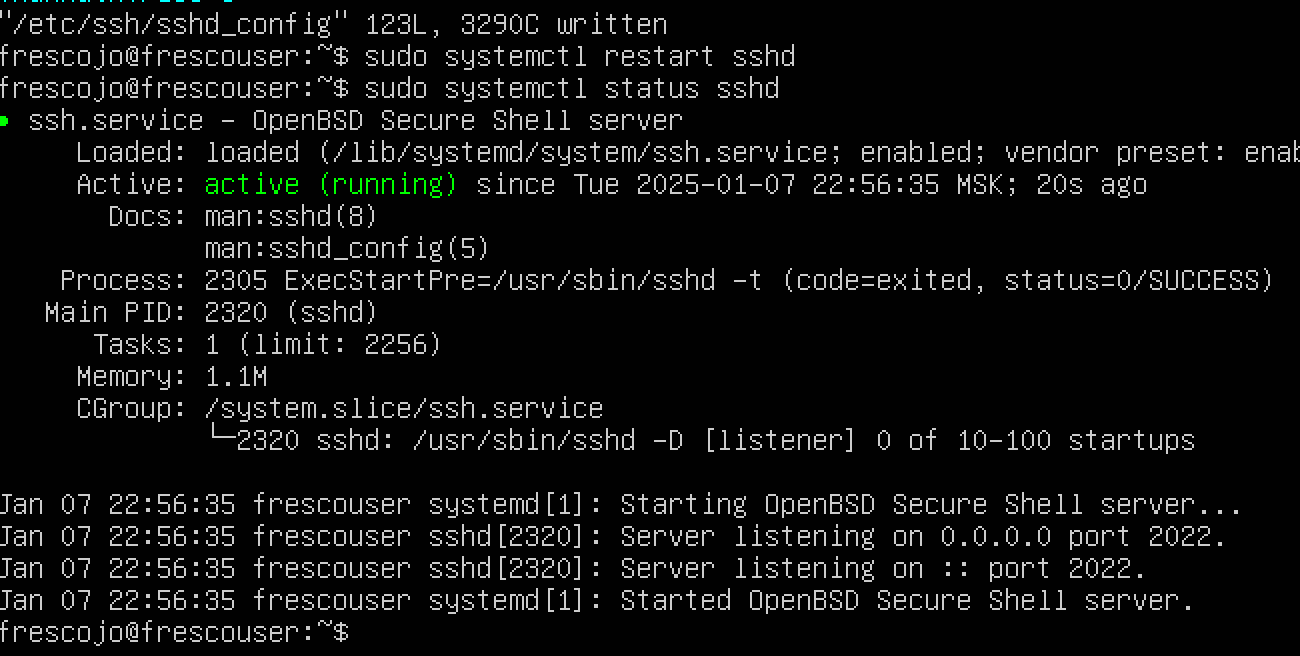 "/etc/ssh/sshd_config" 123L, 3290C written
frescojo@frescouser:~$ sudo systemctl restart sshd
frescojo@frescouser:~$ sudo systemctl status sshd
● ssh.service - OpenBSD Secure Shell server
     Loaded: loaded (/lib/systemd/system/ssh.service; enabled; vendor preset: enab
     Active: active (running) since Tue 2025-01-07 22:56:35 MSK; 20s ago
       Docs: man:sshd(8)
             man:sshd_config(5)
    Process: 2305 ExecStartPre=/usr/sbin/sshd -t (code=exited, status=0/SUCCESS)
   Main PID: 2320 (sshd)
      Tasks: 1 (limit: 2256)
     Memory: 1.1M
     CGroup: /system.slice/ssh.service
             └─2320 sshd: /usr/sbin/sshd -D [listener] 0 of 10-100 startups
Jan 07 22:56:35 frescouser systemd[1]: Starting OpenBSD Secure Shell server...
Jan 07 22:56:35 frescouser sshd[2320]: Server listening on 0.0.0.0 port 2022.
Jan 07 22:56:35 frescouser sshd[2320]: Server listening on :: port 2022.
Jan 07 22:56:35 frescouser systemd[1]: Started OpenBSD Secure Shell server.
frescojo@frescouser:~$